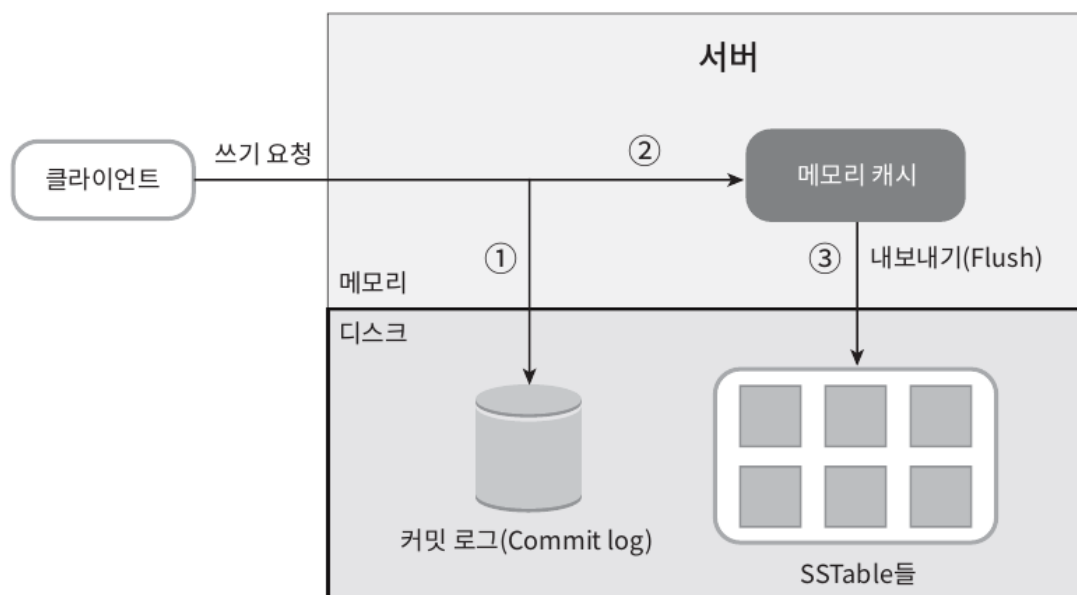 서버
클라이언트
쓰기 요청
②
메모리 캐시
①
③
내보내기(Flush)
메모리
디스크
커밋 로그(Commit log)
SSTable들